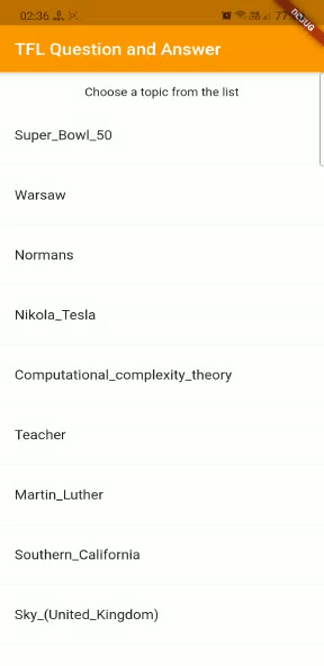 02:36
77
DEBUG
TFL Question and Answer
Choose a topic from the list
Super_Bowl_50
Warsaw
Normans
Nikola_Tesla
Computational_complexity_theory
Teacher
Martin_Luther
Southern_California
Sky_(United_Kingdom)